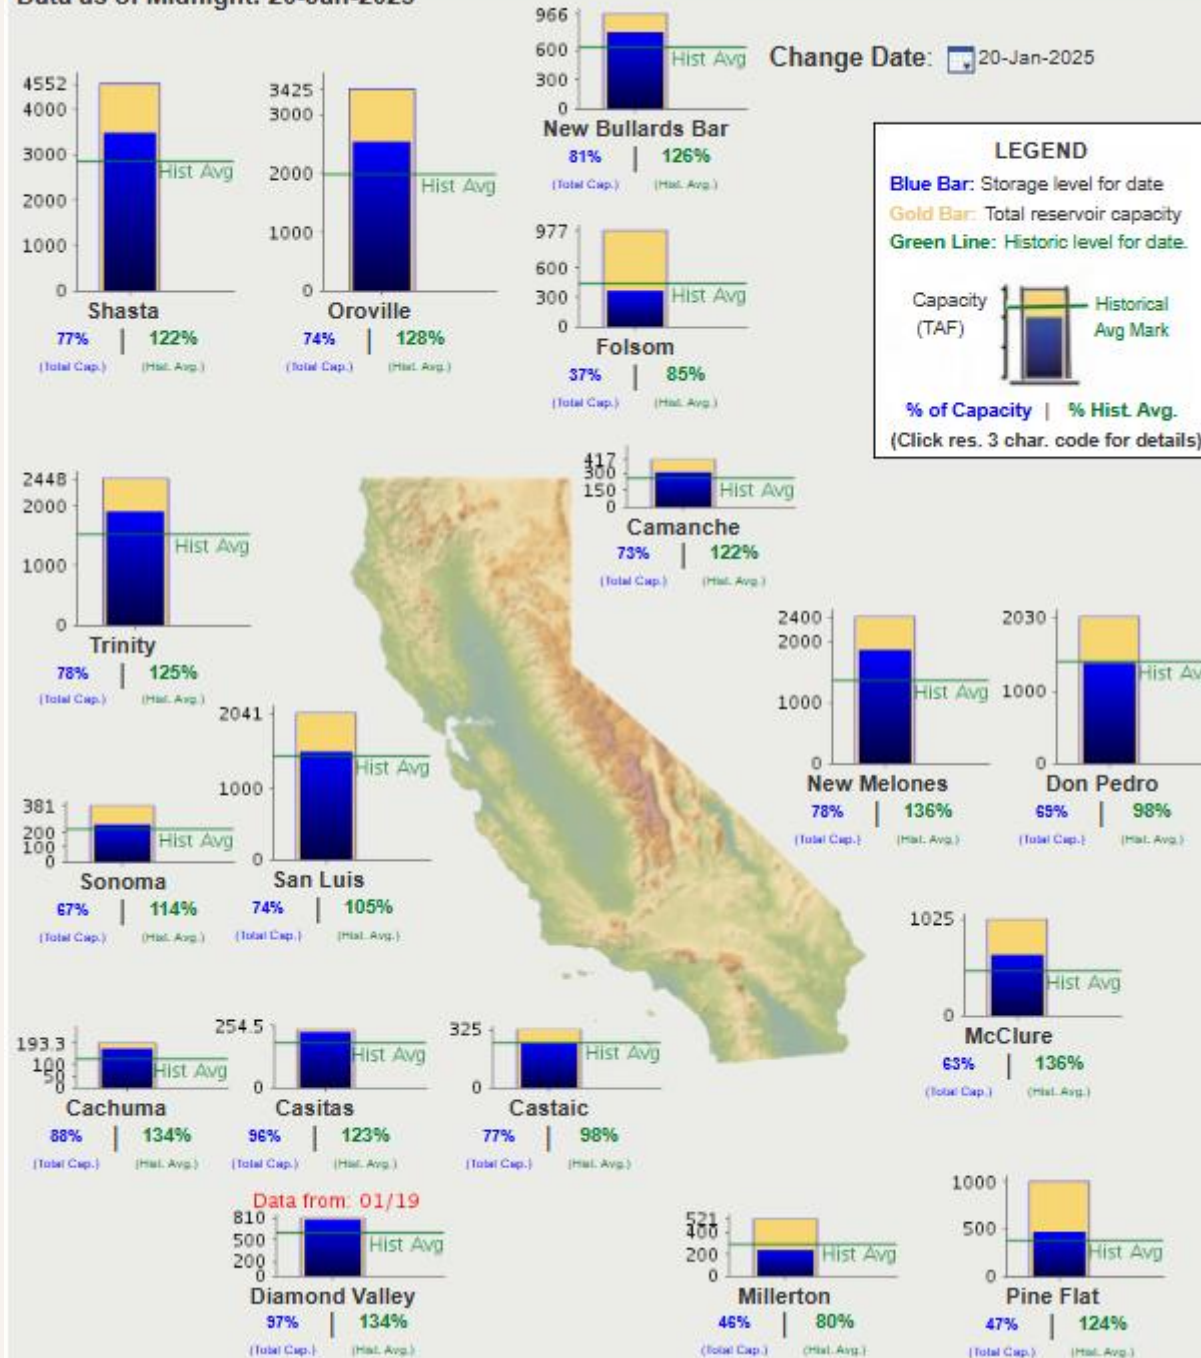 Data as of Midnight: 20-Jan-2025
Change Date: 20-Jan-2025
966
600
300
0
Hist Avg
New Bullards Bar
81% | 126%
(Total Cap.) (Hist. Avg.)
4552
4000
3000
2000
1000
0
Hist Avg
Shasta
77% | 122%
(Total Cap.) (Hist. Avg.)
3425
3000
2000
1000
0
Hist Avg
Oroville
74% | 128%
(Total Cap.) (Hist. Avg.)
LEGEND
Blue Bar: Storage level for date
Gold Bar: Total reservoir capacity
Green Line: Historic level for date.
Capacity
(TAF)
Historical
Avg Mark
% of Capacity | % Hist. Avg.
(Click res. 3 char. code for details)
977
600
300
0
Hist Avg
Folsom
37% | 85%
(Total Cap.) (Hist. Avg.)
417
300
150
0
Hist Avg
Camanche
73% | 122%
(Total Cap.) (Hist. Avg.)
2448
2000
1000
0
Hist Avg
Trinity
78% | 125%
(Total Cap.) (Hist. Avg.)
2400
2000
1000
0
Hist Avg
New Melones
78% | 136%
(Total Cap.) (Hist. Avg.)
2030
1000
0
Hist Av
Don Pedro
69% | 98%
(Total Cap.) (Hist. Avg.)
2041
1000
0
Hist Avg
San Luis
74% | 105%
(Total Cap.) (Hist. Avg.)
381
200
100
0
Hist Avg
Sonoma
67% | 114%
(Total Cap.) (Hist. Avg.)
1025
0
Hist Avg
McClure
63% | 136%
(Total Cap.) (Hist. Avg.)
193.3
100
50
0
Hist Avg
Cachuma
88% | 134%
(Total Cap.) (Hist. Avg.)
254.5
0
Hist Avg
Casitas
96% | 123%
(Total Cap.) (Hist. Avg.)
325
0
Hist Avg
Castaic
77% | 98%
(Total Cap.) (Hist. Avg.)
Data from: 01/19
810
500
200
0
Hist Avg
Diamond Valley
97% | 134%
(Total Cap.) (Hist. Avg.)
521
400
200
0
Hist Avg
Millerton
46% | 80%
(Total Cap.) (Hist. Avg.)
1000
500
0
Hist Avg
Pine Flat
47% | 124%
(Total Cap.) (Hist. Avg.)